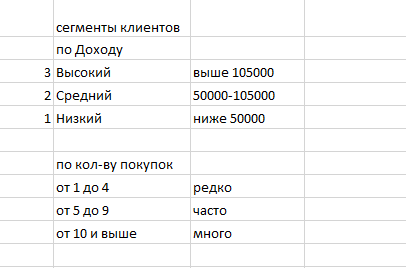 сегменты клиентов
по Доходу
3 Высокий выше 105000
2 Средний 50000-105000
1 Низкий ниже 50000
по кол-ву покупок
от 1 до 4 редко
от 5 до 9 часто
от 10 и выше много